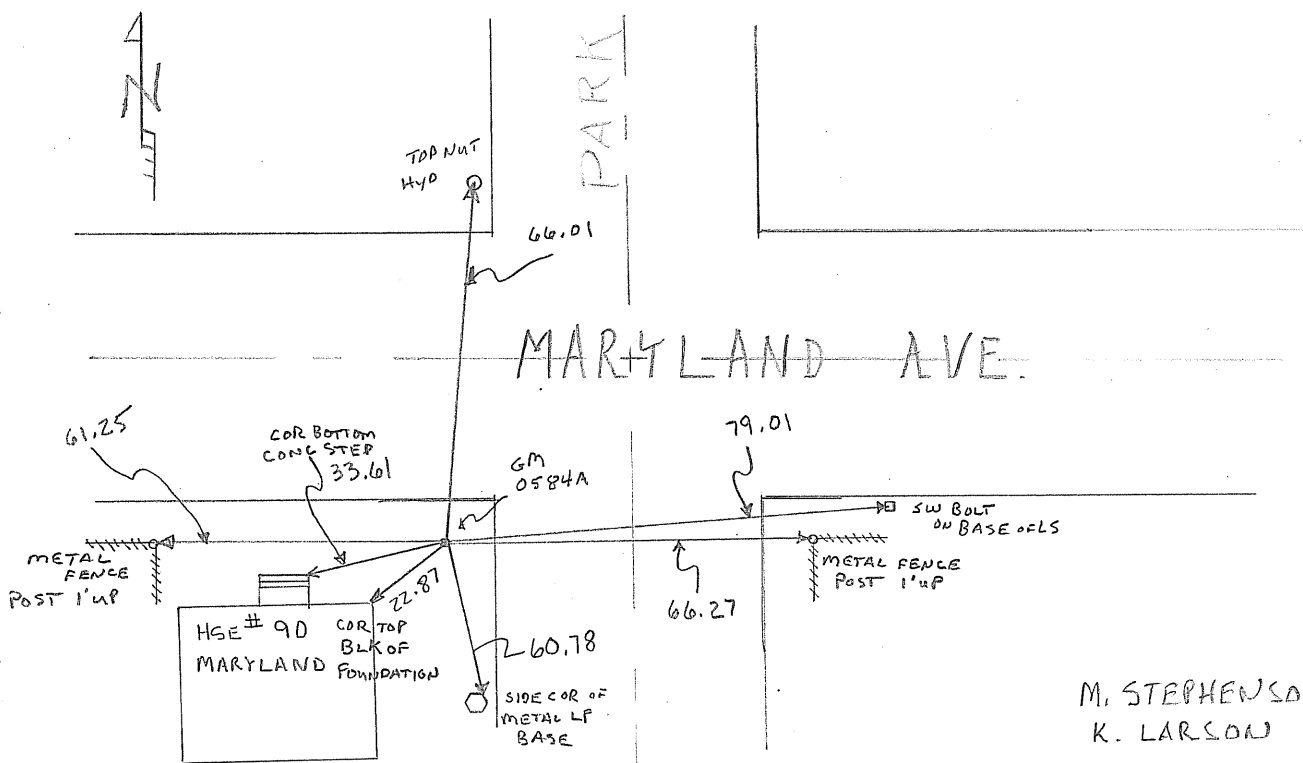 N
PARK
TOP NUT
HYD
66.01
MARYLAND AVE.
61.25
COR BOTTOM
CONC STEP
33.61
GM
0584A
79.01
SW BOLT
ON BASE OF LS
METAL
FENCE
POST 1'UP
METAL FENCE
POST 1'UP
22.87
66.27
HSE # 90
MARYLAND
COR TOP
BLK OF
FOUNDATION
60.78
SIDE COR OF
METAL LP
BASE
M. STEPHENSO
K. LARSON